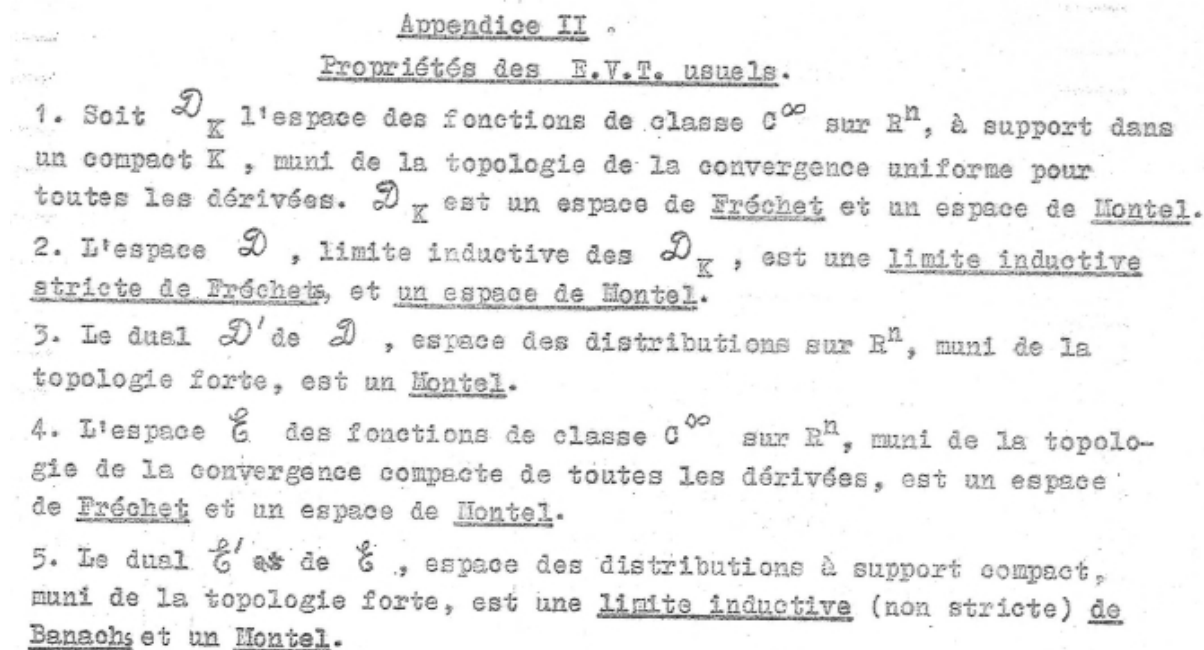 Appendice II .
Propriétés des E.V.T. usuels.
1. Soit 𝒟_K l'espace des fonctions de classe C^∞ sur R^n, à support dans
un compact K , muni de la topologie de la convergence uniforme pour
toutes les dérivées. 𝒟_K est un espace de Fréchet et un espace de Montel.
2. L'espace 𝒟 , limite inductive des 𝒟_K , est une limite inductive
stricte de Fréchets, et un espace de Montel.
3. Le dual 𝒟' de 𝒟 , espace des distributions sur R^n, muni de la
topologie forte, est un Montel.
4. L'espace ℰ des fonctions de classe C^∞ sur R^n, muni de la topolo-
gie de la convergence compacte de toutes les dérivées, est un espace
de Fréchet et un espace de Montel.
5. Le dual ℰ' de ℰ , espace des distributions à support compact,
muni de la topologie forte, est une limite inductive (non stricte) de
Banachs et un Montel.